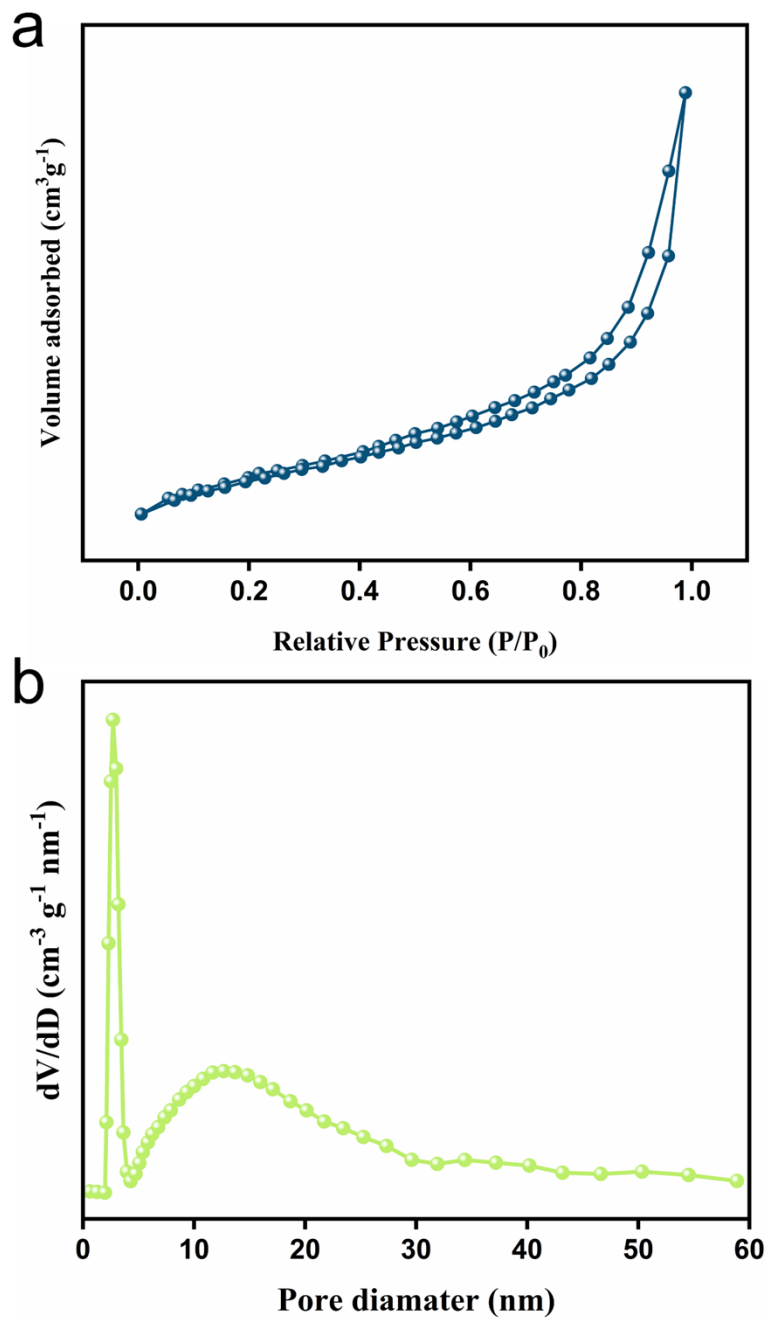 a
Volume adsorbed (cm³g⁻¹)
0.0 0.2 0.4 0.6 0.8 1.0
Relative Pressure (P/P₀)
b
dV/dD (cm⁻³ g⁻¹ nm⁻¹)
0 10 20 30 40 50 60
Pore diamater (nm)